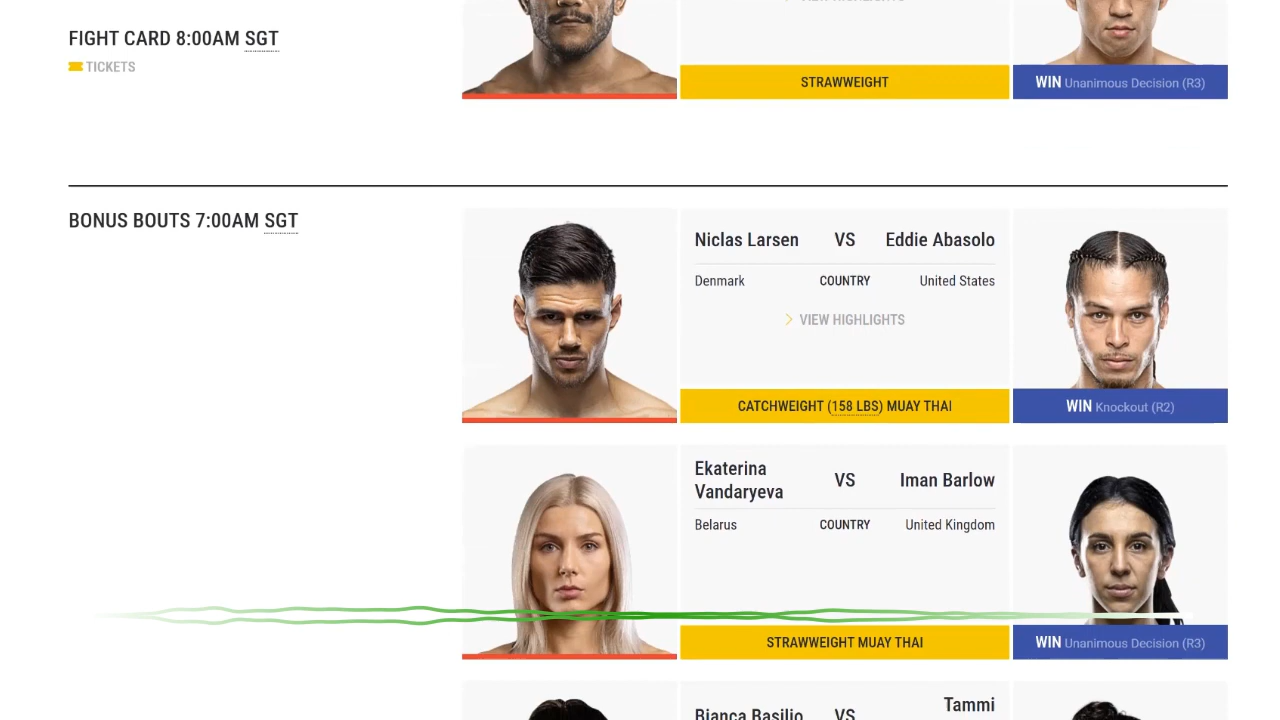 VIEW HIGHLIGHTS
FIGHT CARD 8:00AM SGT
TICKETS
STRAWWEIGHT
WIN Unanimous Decision (R3)
BONUS BOUTS 7:00AM SGT
Niclas Larsen VS Eddie Abasolo
Denmark COUNTRY United States
VIEW HIGHLIGHTS
CATCHWEIGHT (158 LBS) MUAY THAI
WIN Knockout (R2)
Ekaterina
Vandaryeva VS Iman Barlow
Belarus COUNTRY United Kingdom
STRAWWEIGHT MUAY THAI
WIN Unanimous Decision (R3)
Tammi
Bianca Basilio VS